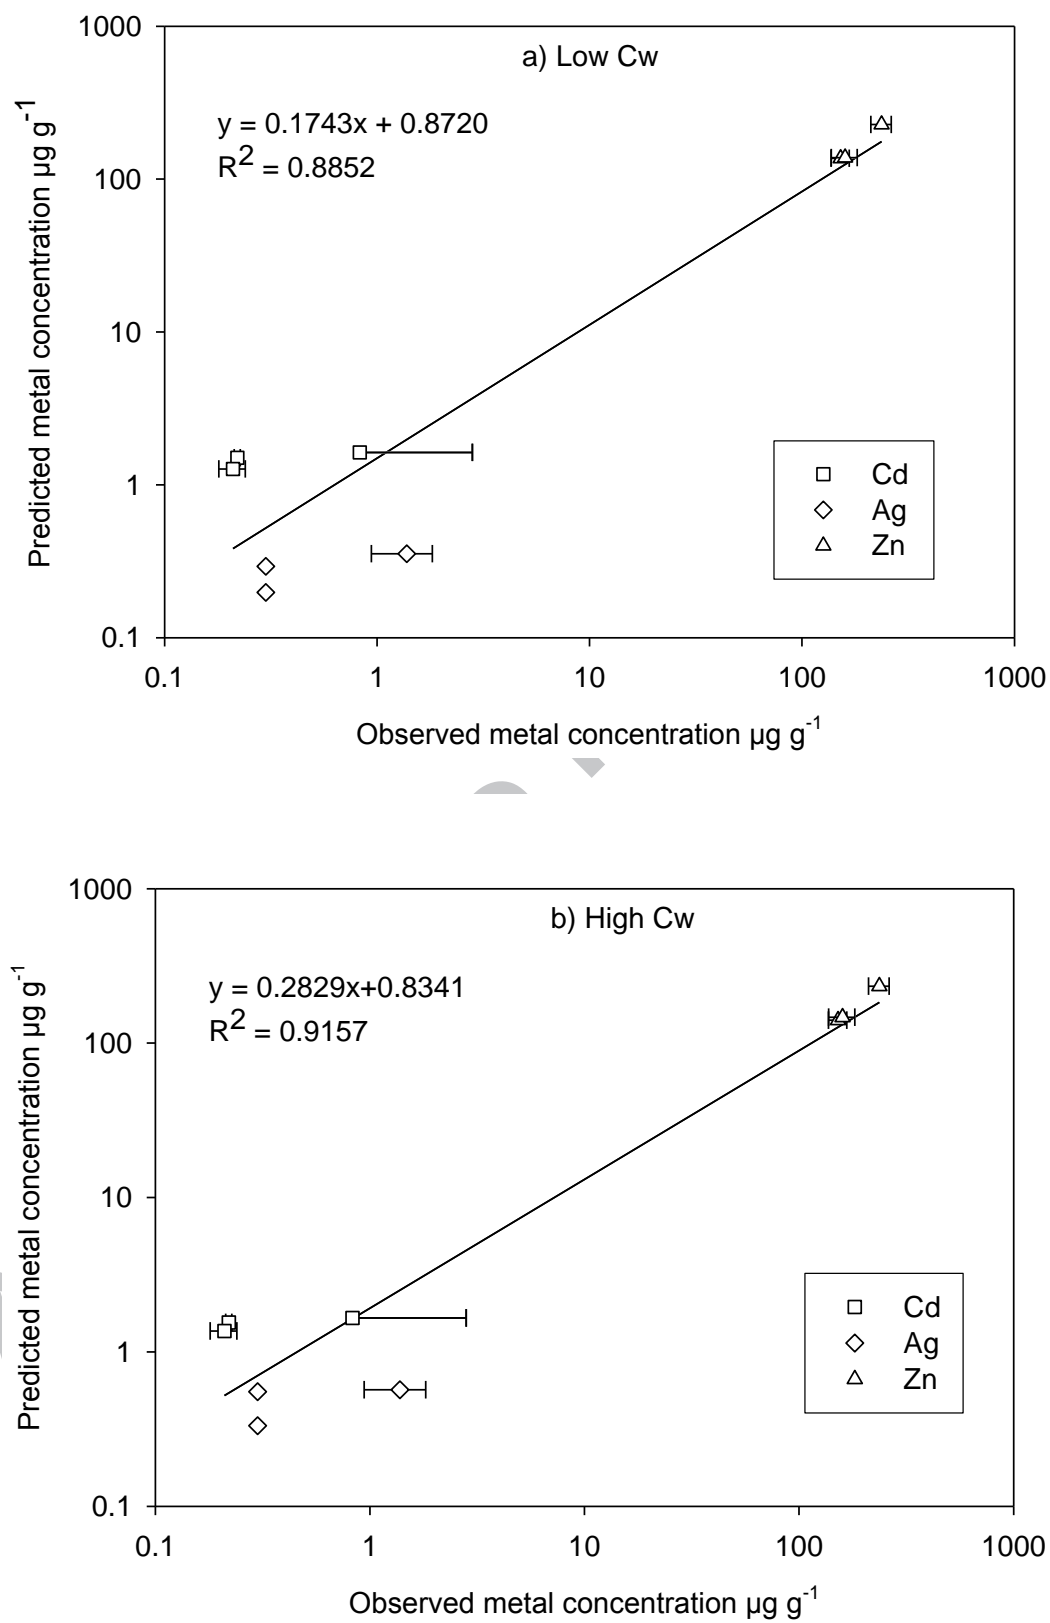 1000
a) Low Cw
y = 0.1743x + 0.8720
R2 = 0.8852
100
10
1
0.1
Predicted metal concentration µg g-1
Cd
Ag
Zn
0.1 1 10 100 1000
Observed metal concentration µg g-1
1000
b) High Cw
y = 0.2829x+0.8341
R2 = 0.9157
100
10
1
0.1
Predicted metal concentration µg g-1
Cd
Ag
Zn
0.1 1 10 100 1000
Observed metal concentration µg g-1